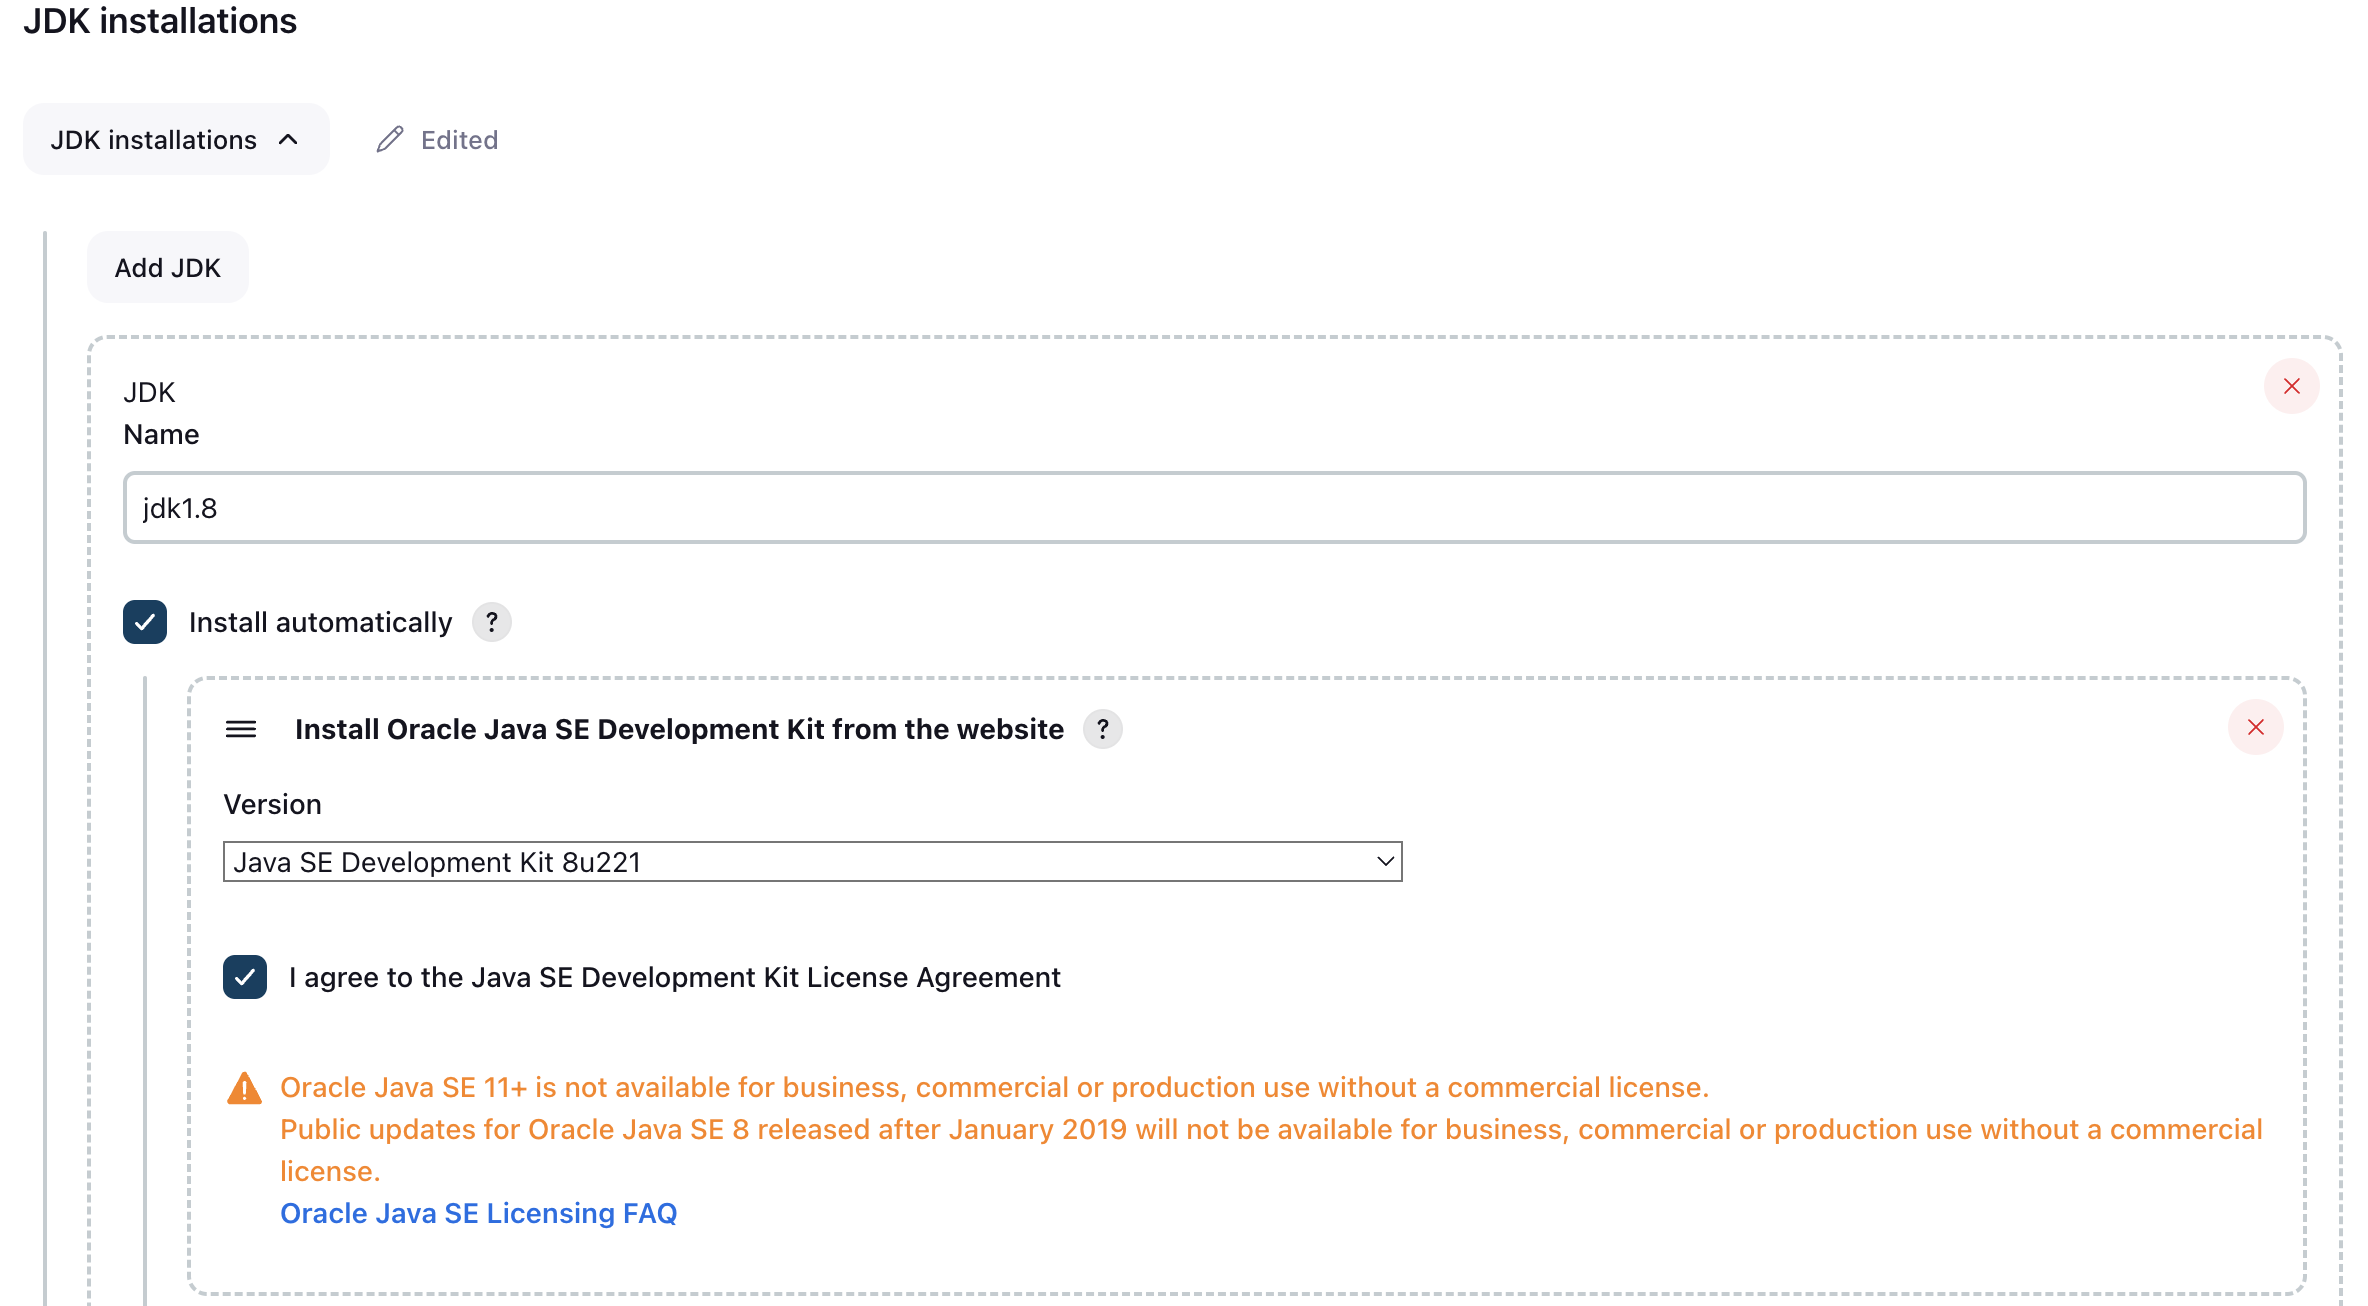 JDK installations
JDK installations
Edited
Add JDK
JDK
Name
jdk1.8
Install automatically ?
Install Oracle Java SE Development Kit from the website ?
Version
Java SE Development Kit 8u221
I agree to the Java SE Development Kit License Agreement
Oracle Java SE 11+ is not available for business, commercial or production use without a commercial license.
Public updates for Oracle Java SE 8 released after January 2019 will not be available for business, commercial or production use without a commercial
license.
Oracle Java SE Licensing FAQ